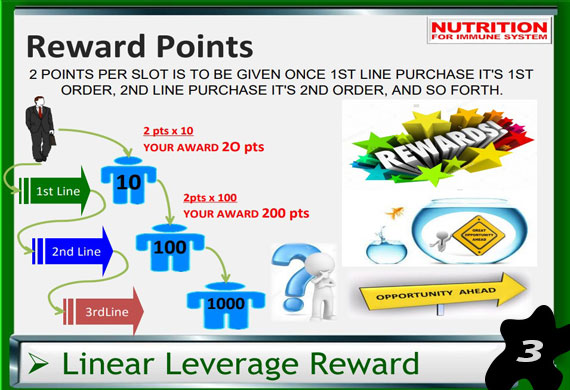 NUTRITION
FOR IMMUNE SYSTEM
Reward Points
2 POINTS PER SLOT IS TO BE GIVEN ONCE 1ST LINE PURCHASE IT'S 1ST
ORDER, 2ND LINE PURCHASE IT'S 2ND ORDER, AND SO FORTH.
2 pts x 10
YOUR AWARD 2O pts
REWARDS!
1st Line
10
2pts x 100
YOUR AWARD 200 pts
GREAT
OPPORTUNITY
AHEAD
2nd Line
100
OPPORTUNITY AHEAD
3rdLine
1000
?
➢ Linear Leverage Reward
3